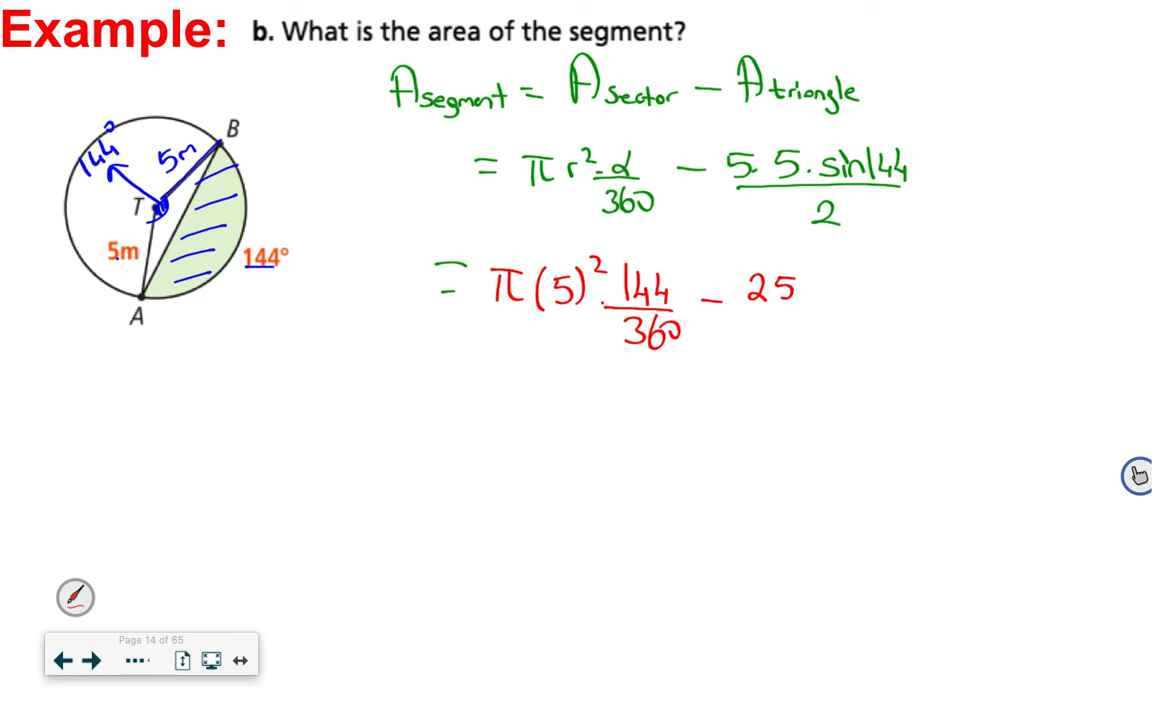 Example: b. What is the area of the segment?
A segment = A sector − A triangle
= π r² · α/360 − 5 · 5 · sin144/2
= π (5)² · 144/360 − 25
144°
5m
B
T
5m
144°
A
Page 14 of 65